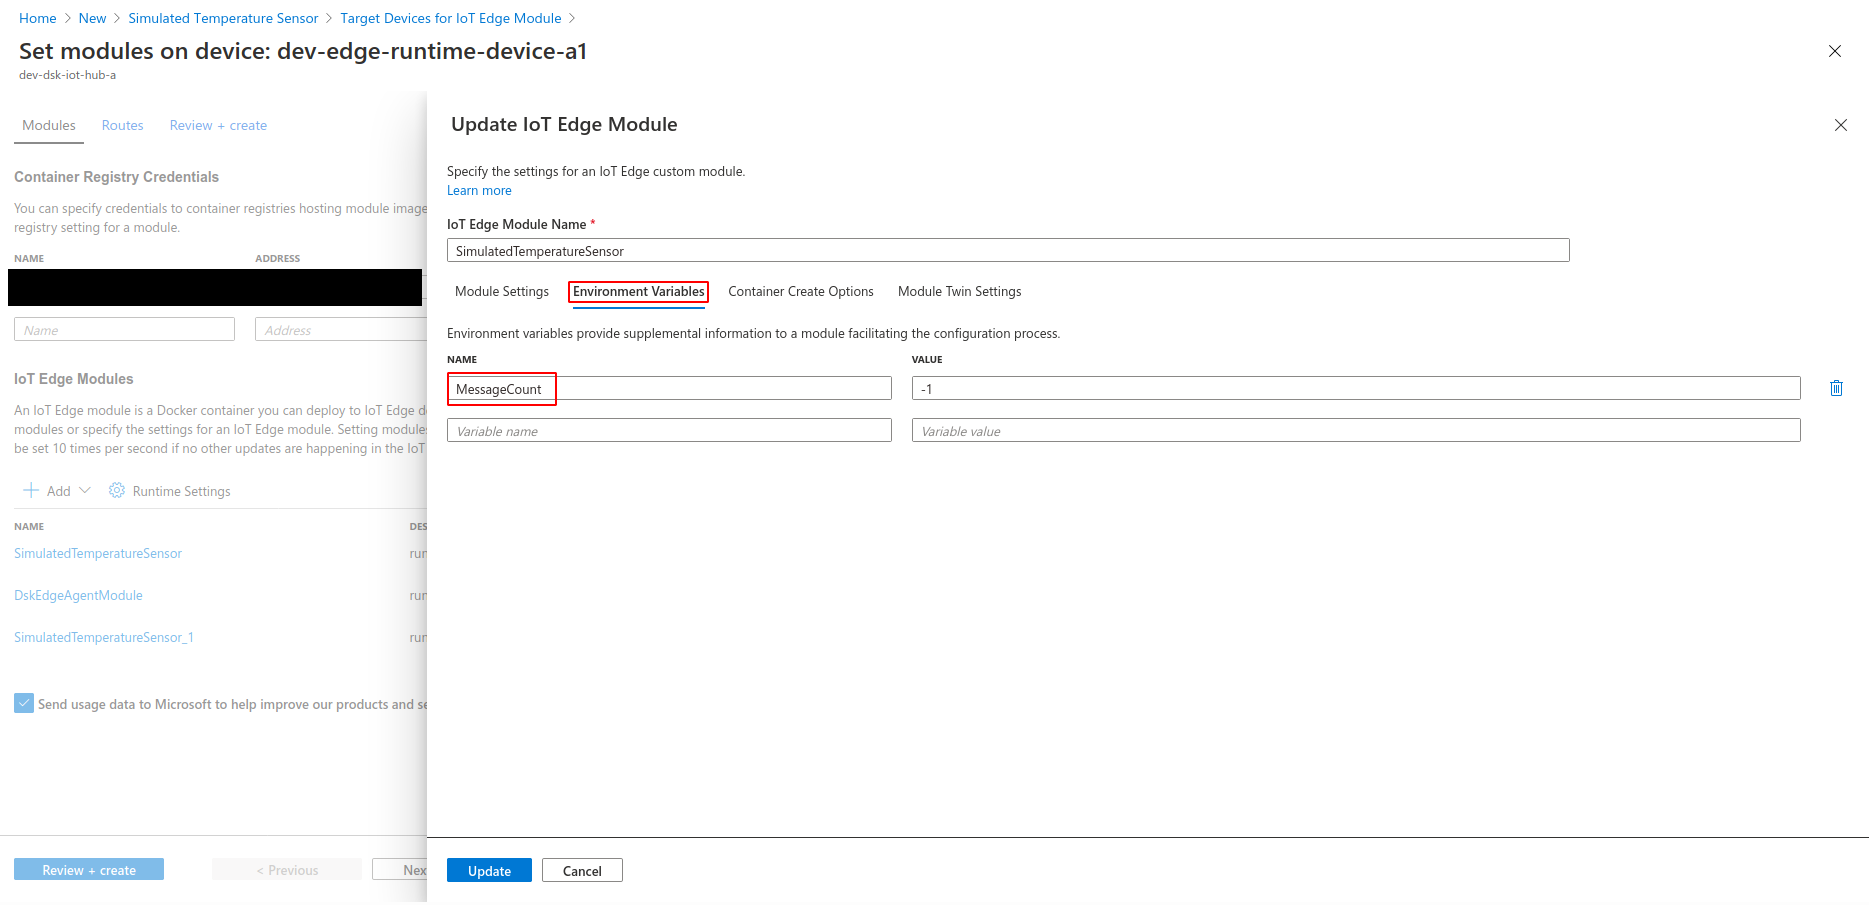 Home > New > Simulated Temperature Sensor > Target Devices for IoT Edge Module >
Set modules on device: dev-edge-runtime-device-a1
dev-dsk-iot-hub-a
Modules Routes Review + create
Container Registry Credentials
You can specify credentials to container registries hosting module image
registry setting for a module.
NAME ADDRESS
Name Address
IoT Edge Modules
An IoT Edge module is a Docker container you can deploy to IoT Edge d
modules or specify the settings for an IoT Edge module. Setting module
be set 10 times per second if no other updates are happening in the IoT
Add Runtime Settings
NAME DES
SimulatedTemperatureSensor run
DskEdgeAgentModule run
SimulatedTemperatureSensor_1 run
Send usage data to Microsoft to help improve our products and se
Review + create < Previous Nex
Update IoT Edge Module
Specify the settings for an IoT Edge custom module.
Learn more
IoT Edge Module Name *
SimulatedTemperatureSensor
Module Settings Environment Variables Container Create Options Module Twin Settings
Environment variables provide supplemental information to a module facilitating the configuration process.
NAME VALUE
MessageCount -1
Variable name Variable value
Update Cancel